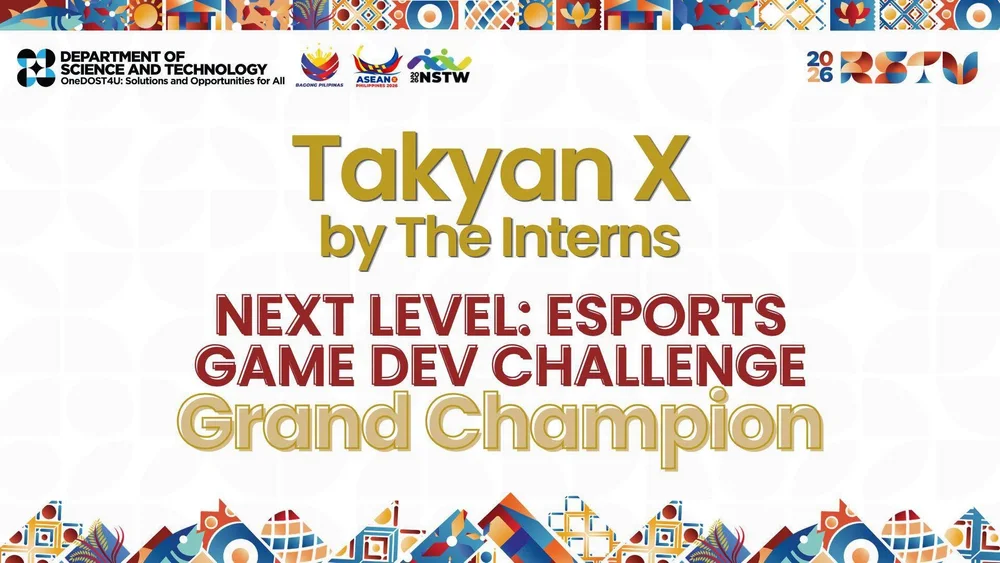 DEPARTMENT OF
SCIENCE AND TECHNOLOGY
OneDOST4U: Solutions and Opportunities for All
BAGONG PILIPINAS
ASEAN
PHILIPPINES 2026
2026 NSTW
2026 RSTW
Takyan X
by The Interns
NEXT LEVEL: ESPORTS
GAME DEV CHALLENGE
Grand Champion